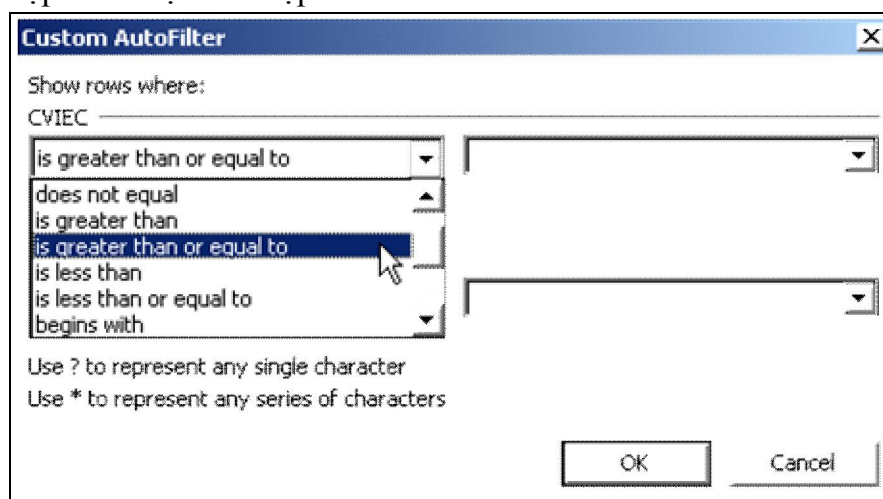 Custom AutoFilter
Show rows where:
CVIEC
is greater than or equal to
does not equal
is greater than
is greater than or equal to
is less than
is less than or equal to
begins with
Use ? to represent any single character
Use * to represent any series of characters
OK Cancel